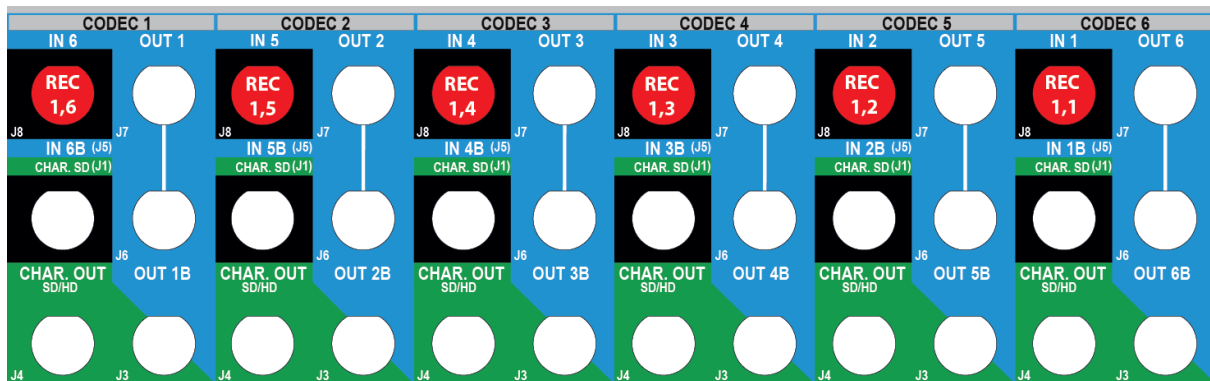 CODEC 1 CODEC 2 CODEC 3 CODEC 4 CODEC 5 CODEC 6
IN 6 OUT 1 IN 5 OUT 2 IN 4 OUT 3 IN 3 OUT 4 IN 2 OUT 5 IN 1 OUT 6
REC REC REC REC REC REC
1,6 1,5 1,4 1,3 1,2 1,1
J8 J7 J8 J7 J8 J7 J8 J7 J8 J7 J8 J7
IN 6B (J5) IN 5B (J5) IN 4B (J5) IN 3B (J5) IN 2B (J5) IN 1B (J5)
CHAR. SD (J1) CHAR. SD (J1) CHAR. SD (J1) CHAR. SD (J1) CHAR. SD (J1) CHAR. SD (J1)
J6 J6 J6 J6 J6 J6
CHAR. OUT OUT 1B CHAR. OUT OUT 2B CHAR. OUT OUT 3B CHAR. OUT OUT 4B CHAR. OUT OUT 5B CHAR. OUT OUT 6B
SD/HD SD/HD SD/HD SD/HD SD/HD SD/HD
J4 J3 J4 J3 J4 J3 J4 J3 J4 J3 J4 J3